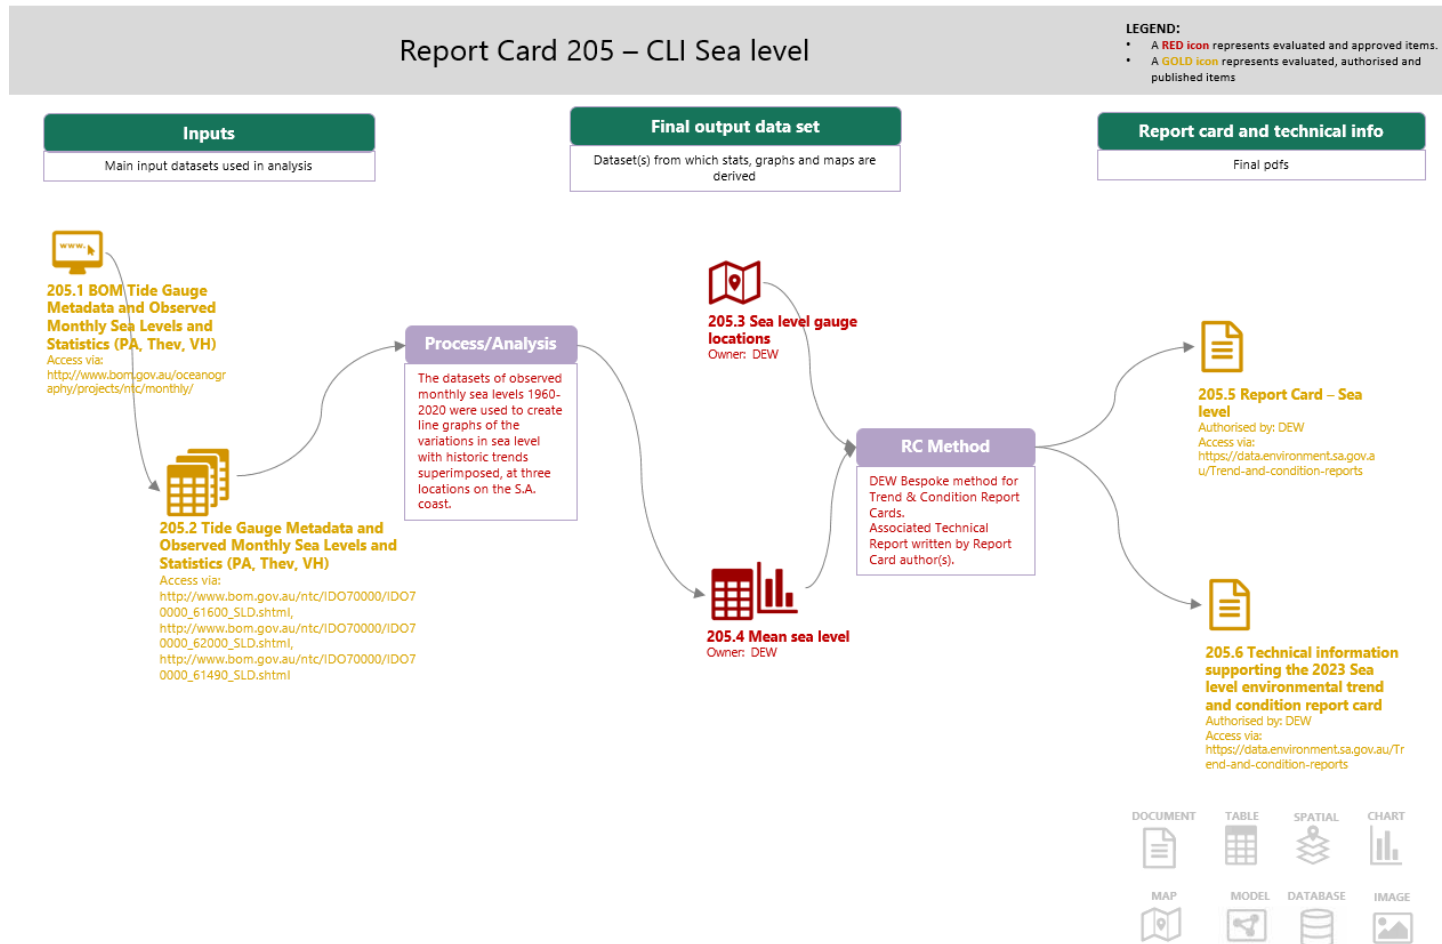 Report Card 205 – CLI Sea level
LEGEND:
• A RED icon represents evaluated and approved items.
• A GOLD icon represents evaluated, authorised and
published items
Inputs
Main input datasets used in analysis
Final output data set
Dataset(s) from which stats, graphs and maps are
derived
Report card and technical info
Final pdfs
www.
205.1 BOM Tide Gauge
Metadata and Observed
Monthly Sea Levels and
Statistics (PA, Thev, VH)
Access via:
http://www.bom.gov.au/oceanogr
aphy/projects/ntc/monthly/
205.2 Tide Gauge Metadata and
Observed Monthly Sea Levels and
Statistics (PA, Thev, VH)
Access via:
http://www.bom.gov.au/ntc/IDO70000/IDO7
0000_61600_SLD.shtml,
http://www.bom.gov.au/ntc/IDO70000/IDO7
0000_62000_SLD.shtml,
http://www.bom.gov.au/ntc/IDO70000/IDO7
0000_61490_SLD.shtml
Process/Analysis
The datasets of observed
monthly sea levels 1960-
2020 were used to create
line graphs of the
variations in sea level
with historic trends
superimposed, at three
locations on the S.A.
coast.
205.3 Sea level gauge
locations
Owner: DEW
205.4 Mean sea level
Owner: DEW
RC Method
DEW Bespoke method for
Trend & Condition Report
Cards.
Associated Technical
Report written by Report
Card author(s).
205.5 Report Card – Sea
level
Authorised by: DEW
Access via:
https://data.environment.sa.gov.a
u/Trend-and-condition-reports
205.6 Technical information
supporting the 2023 Sea
level environmental trend
and condition report card
Authorised by: DEW
Access via:
https://data.environment.sa.gov.au/Tr
end-and-condition-reports
DOCUMENT TABLE SPATIAL CHART
MAP MODEL DATABASE IMAGE